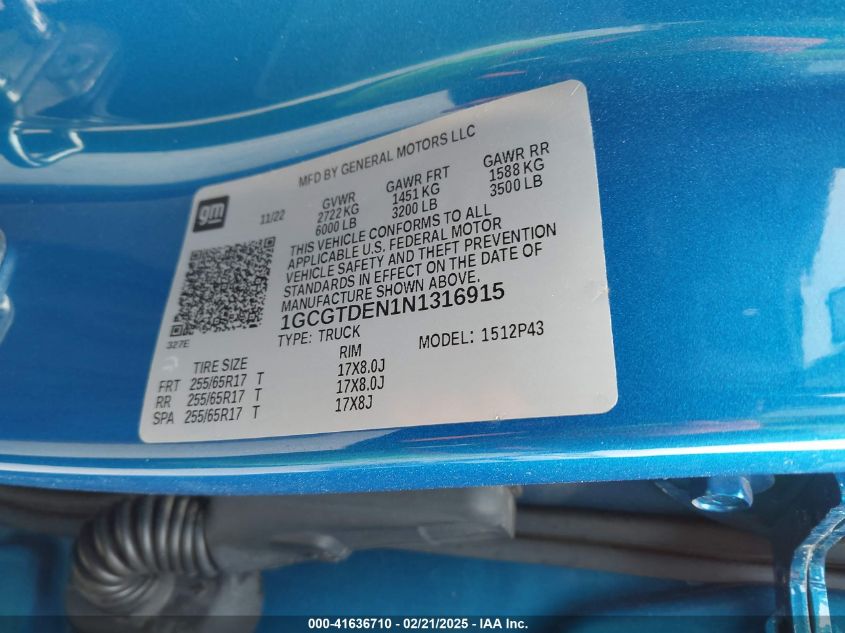 MFD BY GENERAL MOTORS LLC
gm
11/22
GVWR GAWR FRT GAWR RR
2722 KG 1451 KG 1588 KG
6000 LB 3200 LB 3500 LB
THIS VEHICLE CONFORMS TO ALL
APPLICABLE U.S. FEDERAL MOTOR
VEHICLE SAFETY AND THEFT PREVENTION
STANDARDS IN EFFECT ON THE DATE OF
MANUFACTURE SHOWN ABOVE.
1GCGTDEN1N1316915
327E
TYPE: TRUCK MODEL: 1512P43
TIRE SIZE RIM
FRT 255/65R17 T 17X8.0J
RR 255/65R17 T 17X8.0J
SPA 255/65R17 T 17X8J
000-41636710 - 02/21/2025 - IAA Inc.